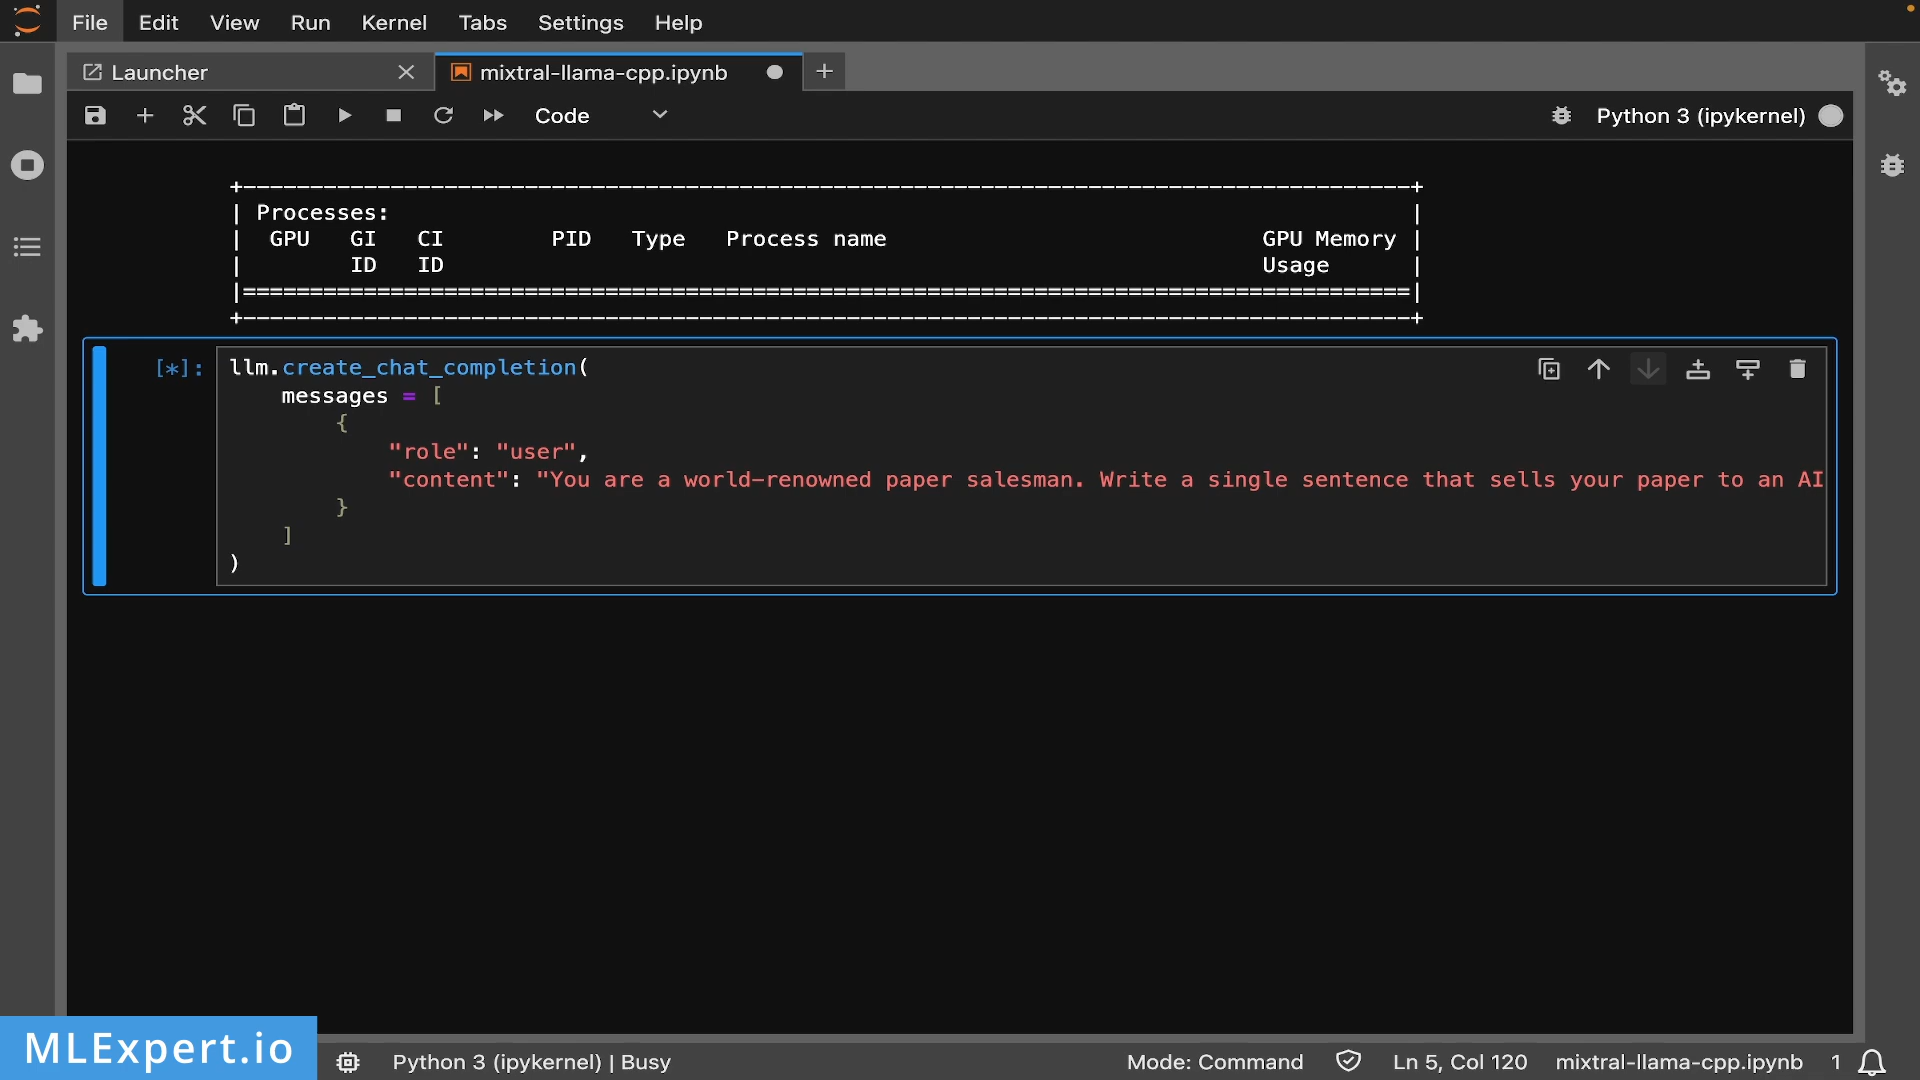 File Edit View Run Kernel Tabs Settings Help
Launcher mixtral-llama-cpp.ipynb
Code Python 3 (ipykernel)
+---------------------------------------------------------------------------------------+
| Processes: |
| GPU GI CI PID Type Process name GPU Memory |
| ID ID Usage |
|=======================================================================================|
+---------------------------------------------------------------------------------------+
[*]: llm.create_chat_completion(
messages = [
{
"role": "user",
"content": "You are a world-renowned paper salesman. Write a single sentence that sells your paper to an AI
}
]
)
MLExpert.io
Python 3 (ipykernel) | Busy Mode: Command Ln 5, Col 120 mixtral-llama-cpp.ipynb 1